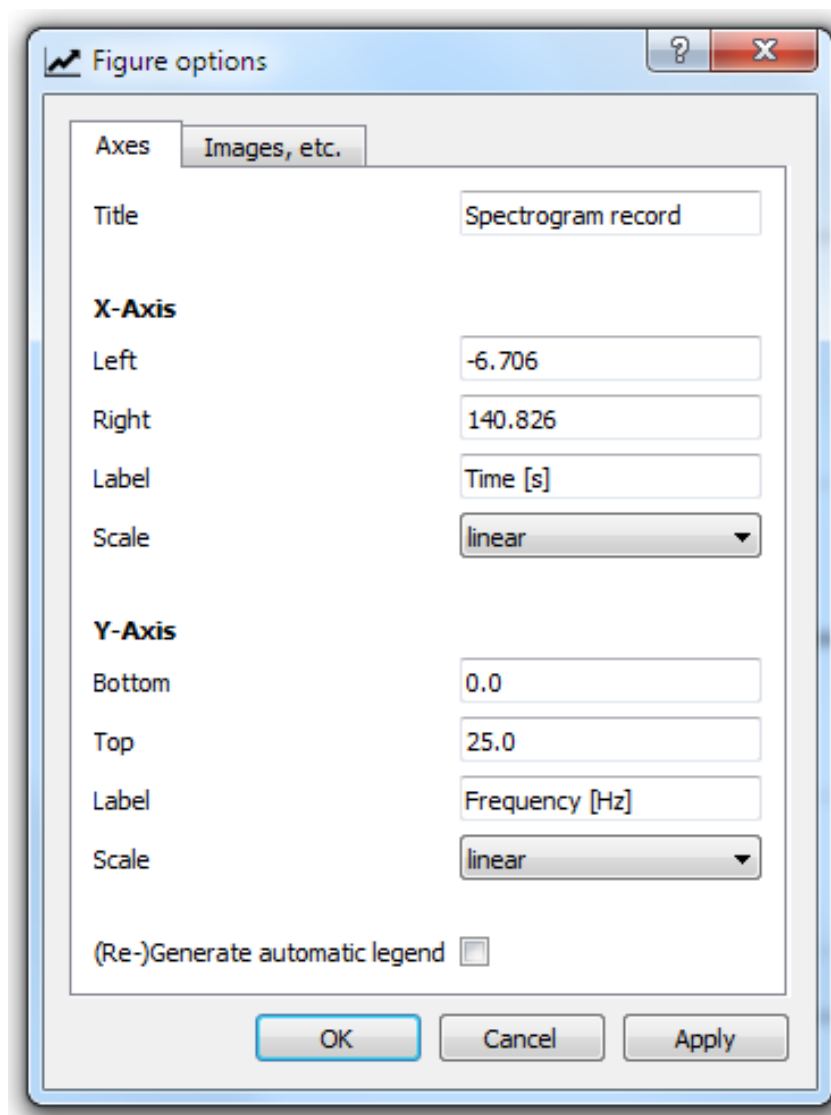 Figure options
Axes Images, etc.
Title Spectrogram record
X-Axis
Left -6.706
Right 140.826
Label Time [s]
Scale linear
Y-Axis
Bottom 0.0
Top 25.0
Label Frequency [Hz]
Scale linear
(Re-)Generate automatic legend
OK Cancel Apply